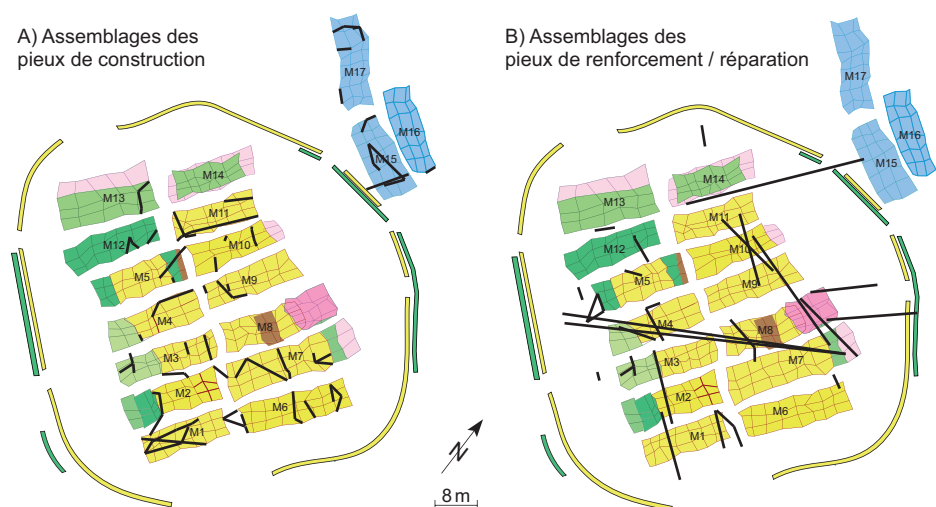 A) Assemblages des
pieux de construction
M17
M16
M15
M14
M13
M11
M12
M10
M5
M9
M4
M8
M3
M7
M2
M6
M1
B) Assemblages des
pieux de renforcement / réparation
M17
M16
M15
M14
M13
M11
M12
M10
M5
M9
M4
M8
M3
M7
M2
M6
M1
N
8 m